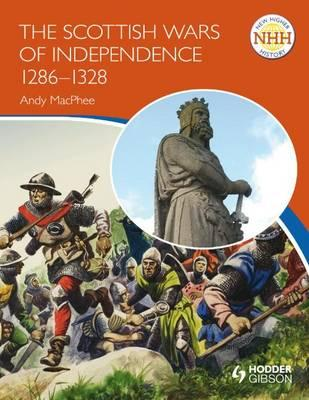 THE SCOTTISH WARS
OF INDEPENDENCE
1286–1328
Andy MacPhee
NEW HIGHER
NHH
HISTORY
HODDER
GIBSON